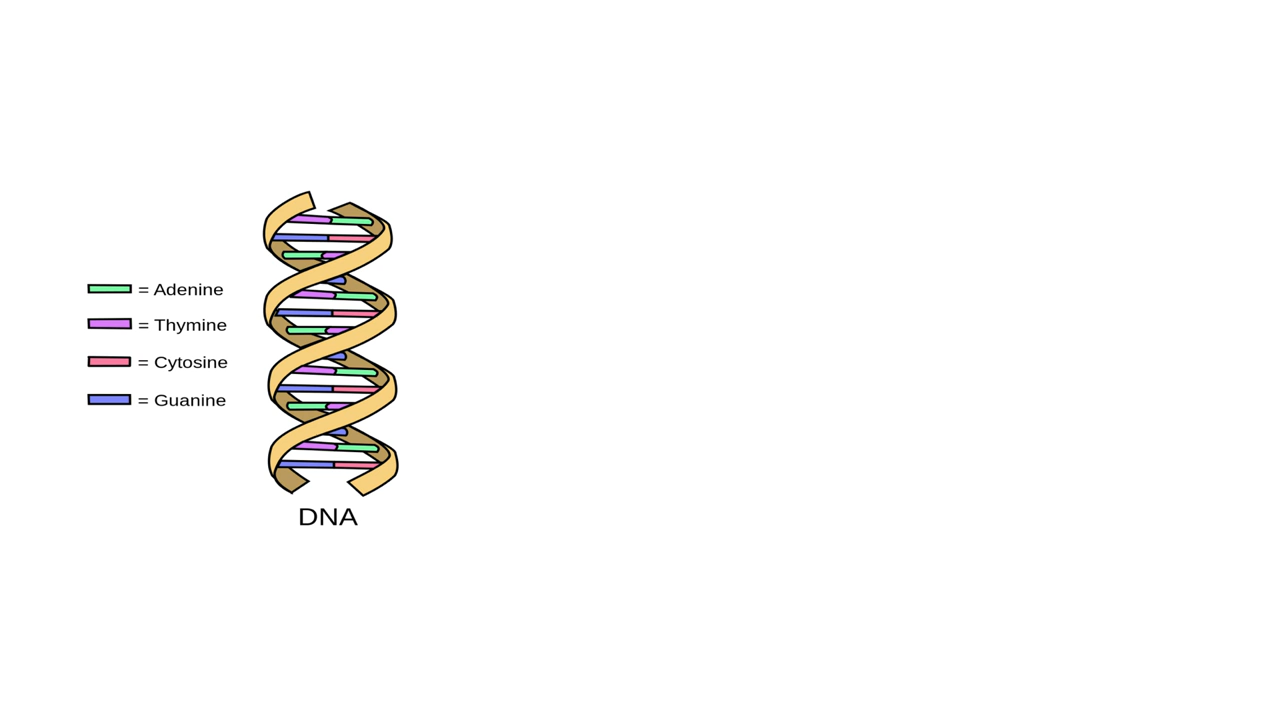 = Adenine
= Thymine
= Cytosine
= Guanine
DNA